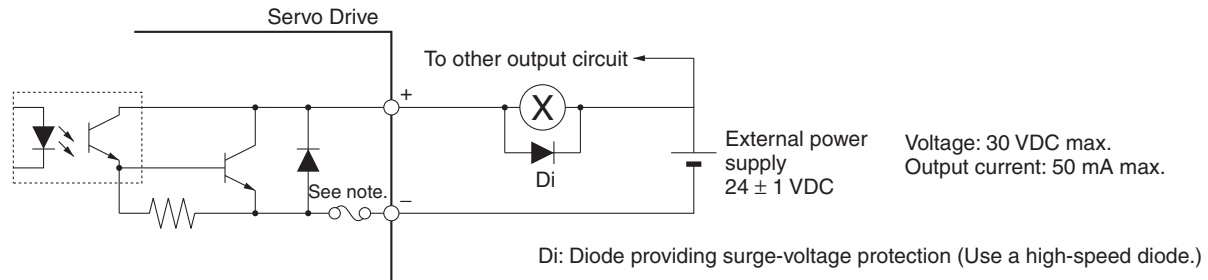 Servo Drive
To other output circuit
+
X
Di
External power
supply
24 ± 1 VDC
Voltage: 30 VDC max.
Output current: 50 mA max.
See note.
−
Di: Diode providing surge-voltage protection (Use a high-speed diode.)